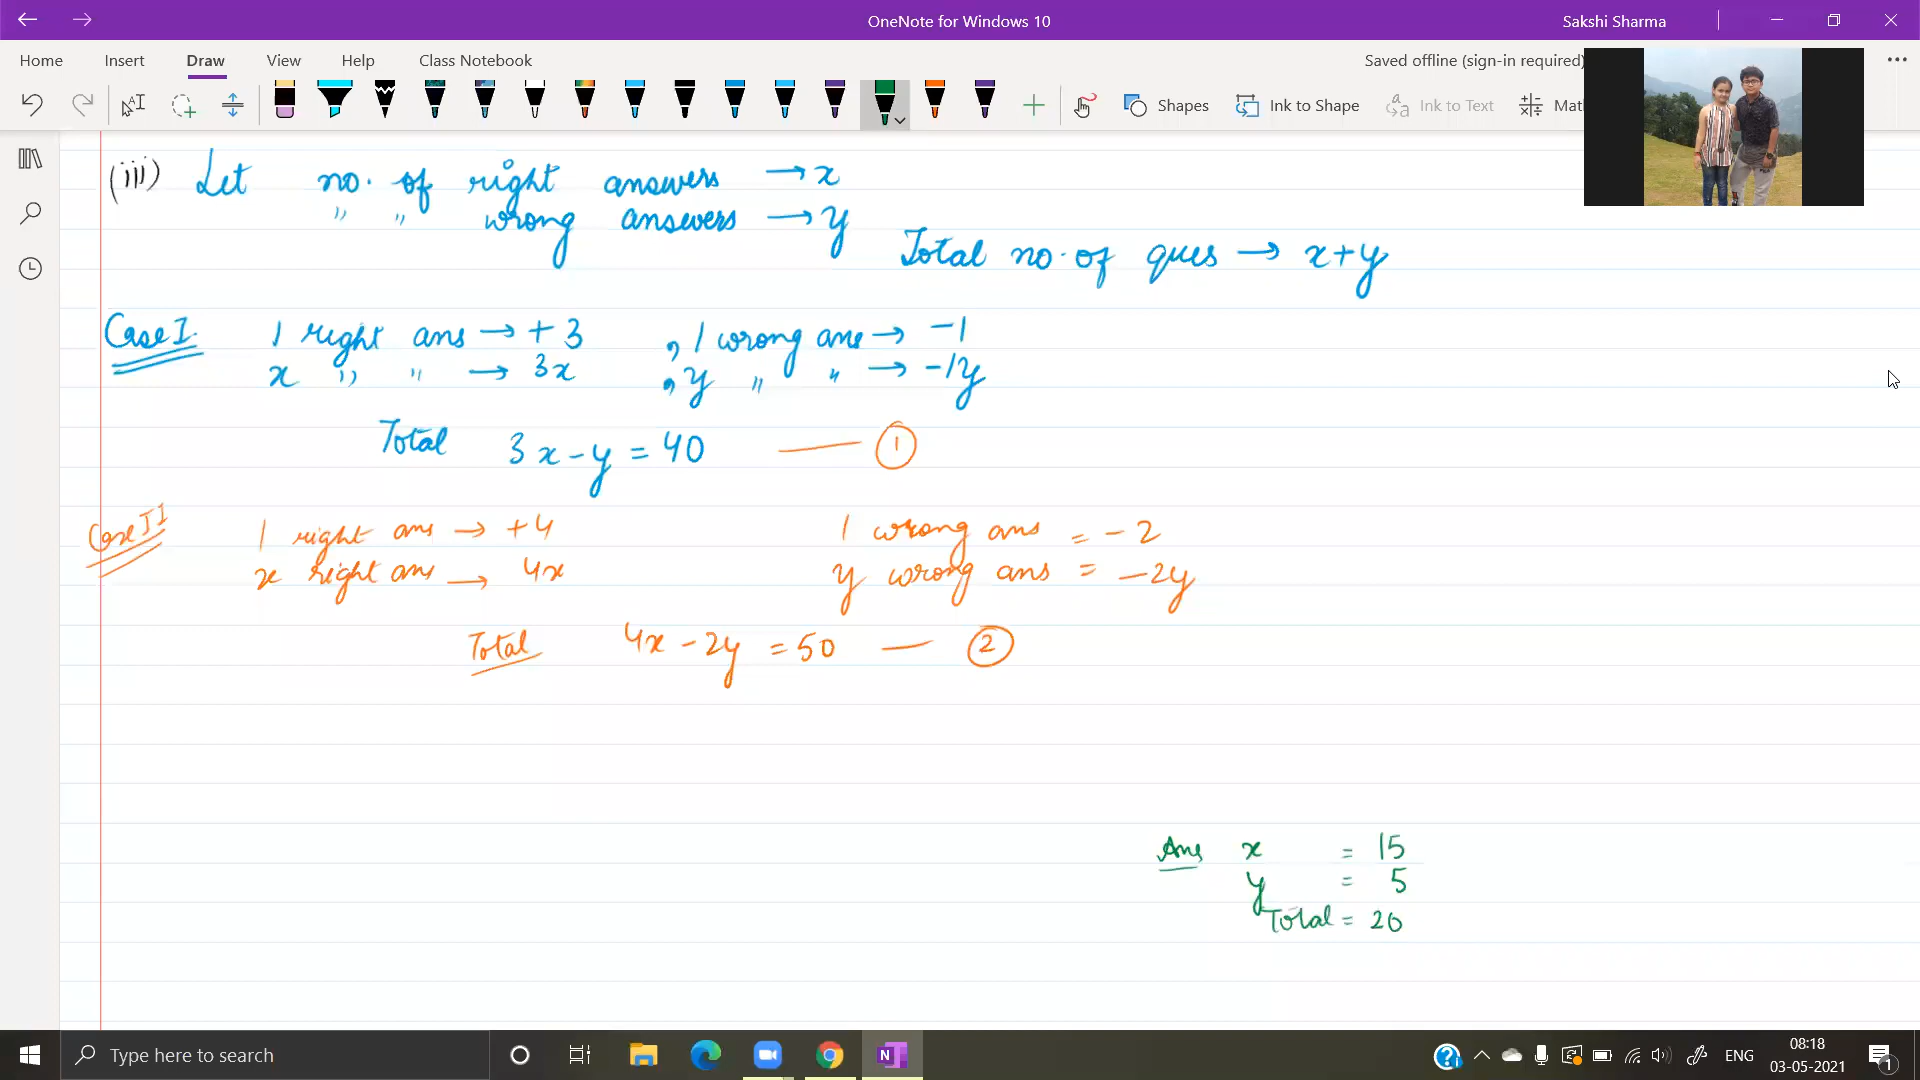 OneNote for Windows 10
Sakshi Sharma
Home Insert Draw View Help Class Notebook
Saved offline (sign-in required)
Shapes Ink to Shape Ink to Text Mat
(iii) Let no. of right answers → x
" " wrong answers → y
Total no. of ques → x+y
Case I. 1 right ans → +3 , 1 wrong ans → -1
x " " → 3x , y " " → -1y
Total 3x-y = 40 —— 1
Case II 1 right ans → +4 1 wrong ans = -2
x right ans → 4x y wrong ans = -2y
Total 4x - 2y = 50 — 2
Ans x = 15
y = 5
Total = 20
Type here to search
ENG
08:18
03-05-2021
1